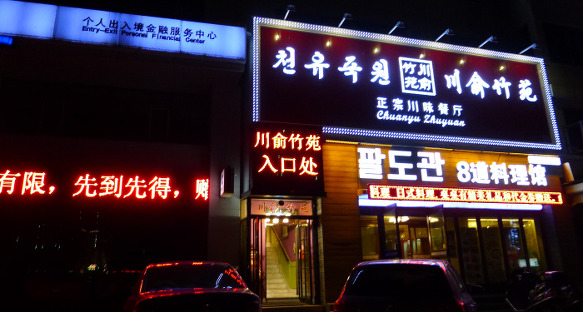 个人出入境金融服务中心
Entry-Exit Personal Financial Center
천유죽원
川俞竹苑
川俞竹苑
正宗川味餐厅
Chuanyu Zhuyuan
川俞竹苑
入口处
팔도관 8道料理馆
有限，先到先得，